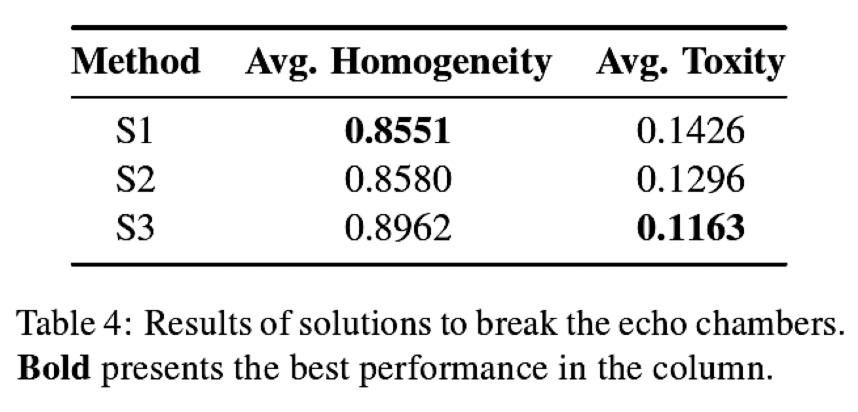 Method Avg. Homogeneity Avg. Toxity
S1 0.8551 0.1426
S2 0.8580 0.1296
S3 0.8962 0.1163
Table 4: Results of solutions to break the echo chambers.
Bold presents the best performance in the column.